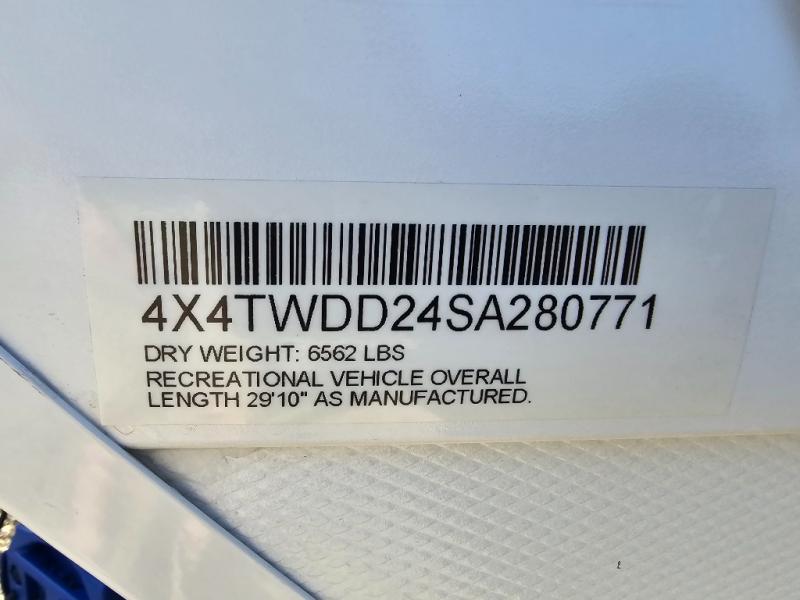 4X4TWDD24SA280771
DRY WEIGHT: 6562 LBS
RECREATIONAL VEHICLE OVERALL
LENGTH 29'10" AS MANUFACTURED.